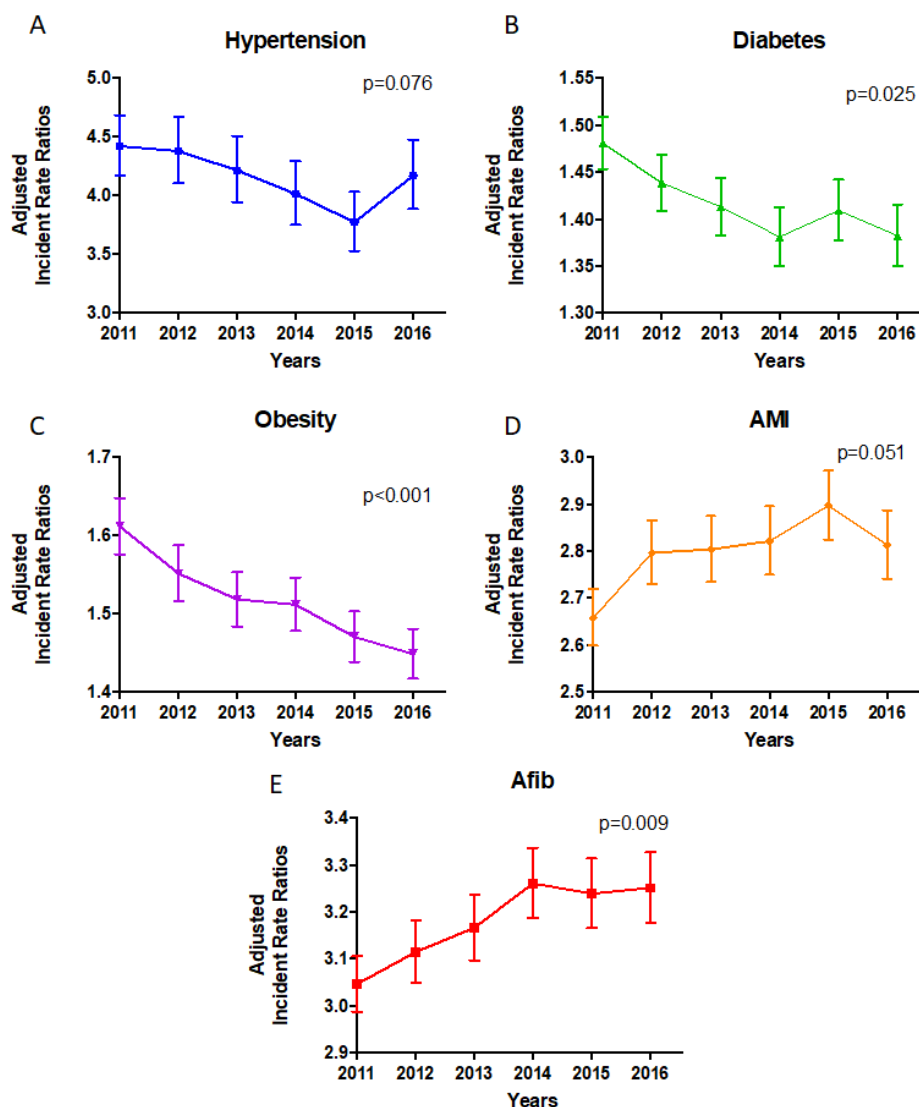 A
Hypertension
p=0.076
Adjusted
Incident Rate Ratios
5.0
4.5
4.0
3.5
3.0
2011 2012 2013 2014 2015 2016
Years
B
Diabetes
p=0.025
Adjusted
Incident Rate Ratios
1.55
1.50
1.45
1.40
1.35
1.30
2011 2012 2013 2014 2015 2016
Years
C
Obesity
p<0.001
Adjusted
Incident Rate Ratios
1.7
1.6
1.5
1.4
2011 2012 2013 2014 2015 2016
Years
D
AMI
p=0.051
Adjusted
Incident Rate Ratios
3.0
2.9
2.8
2.7
2.6
2.5
2011 2012 2013 2014 2015 2016
Years
E
Afib
p=0.009
Adjusted
Incident Rate Ratios
3.4
3.3
3.2
3.1
3.0
2.9
2011 2012 2013 2014 2015 2016
Years